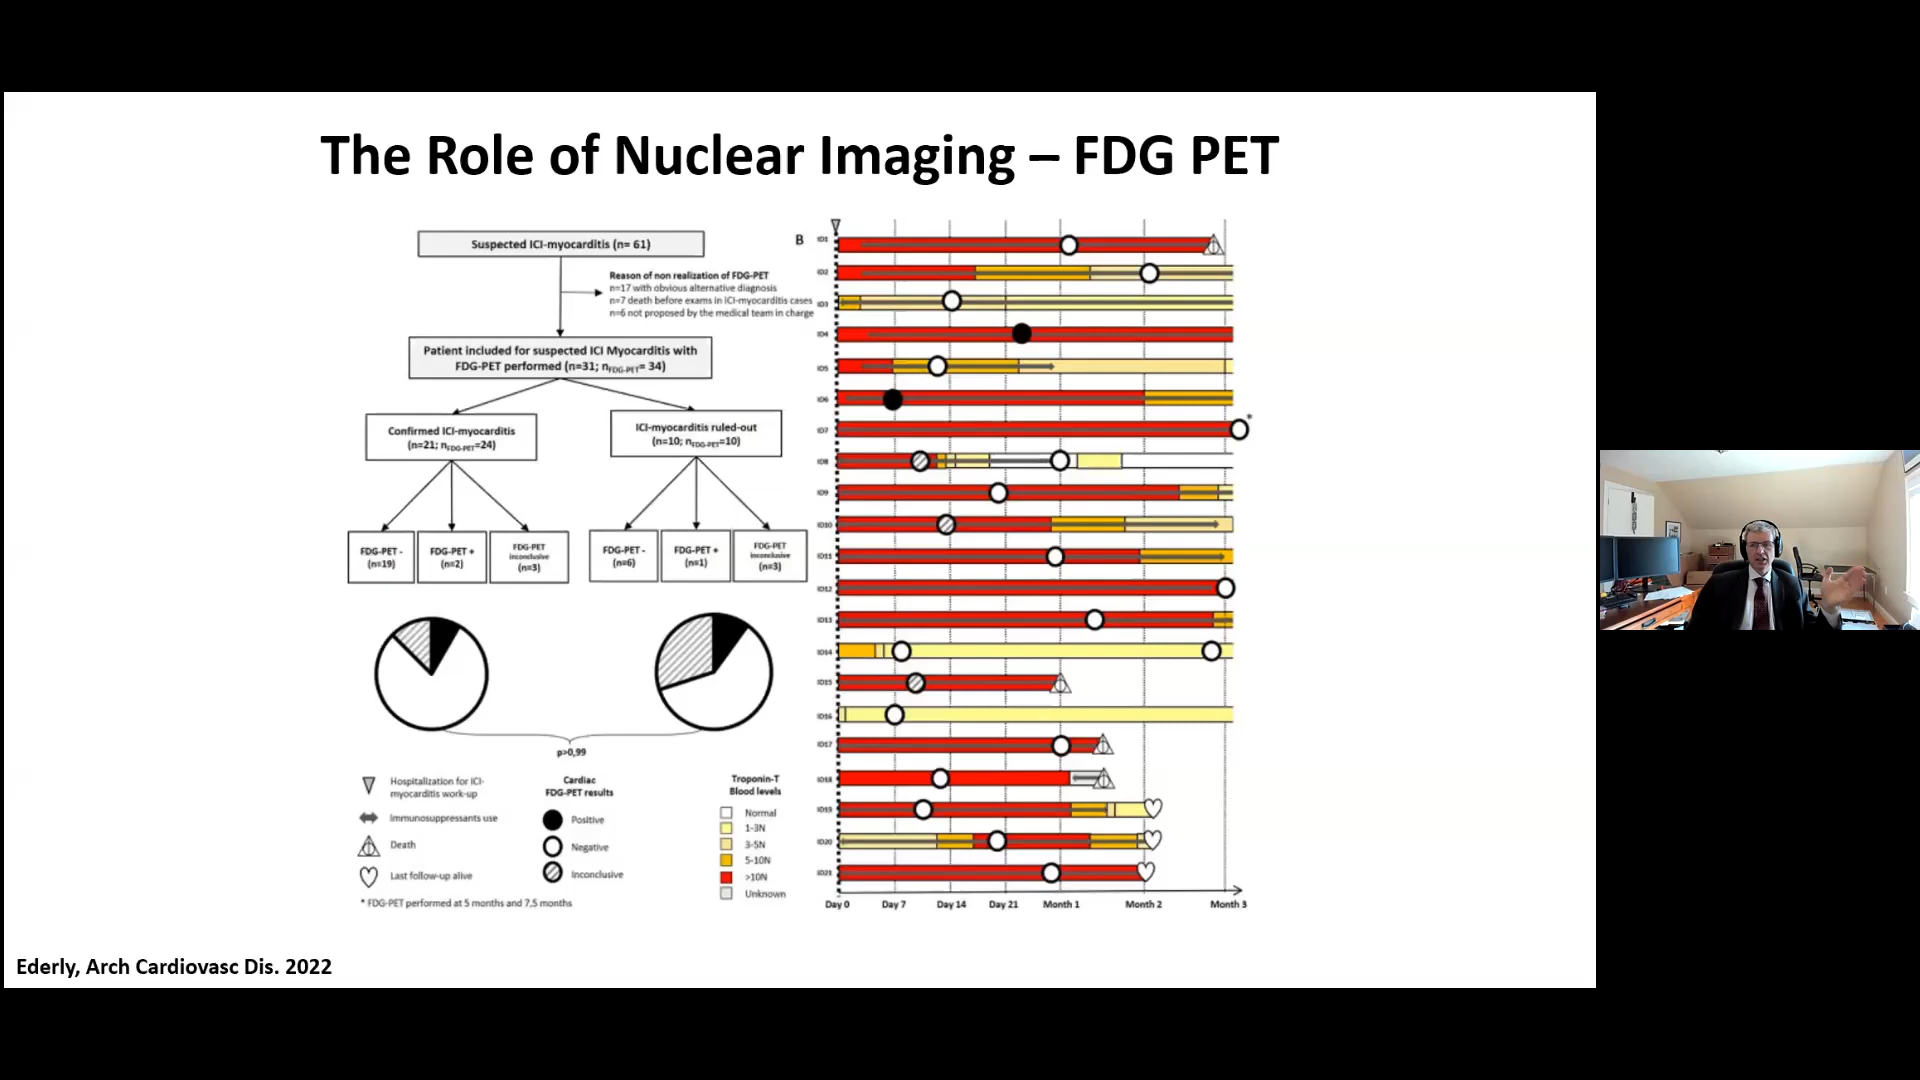 The Role of Nuclear Imaging – FDG PET
Suspected ICI-myocarditis (n= 61)
Reason of non realization of FDG-PET
n=17 with obvious alternative diagnosis
n=7 death before exams in ICI-myocarditis cases
n=6 not proposed by the medical team in charge
Patient included for suspected ICI Myocarditis with
FDG-PET performed (n=31; nFDG-PET= 34)
Confirmed ICI-myocarditis
(n=21; nFDG-PET=24)
ICI-myocarditis ruled-out
(n=10; nFDG-PET=10)
FDG-PET -
(n=19)
FDG-PET +
(n=2)
FDG-PET
inconclusive
(n=3)
FDG-PET -
(n=6)
FDG-PET +
(n=1)
FDG-PET
inconclusive
(n=3)
p>0,99
Hospitalization for ICI-
myocarditis work-up
Immunosuppressants use
Death
Last follow-up alive
* FDG-PET performed at 5 months and 7,5 months
Cardiac
FDG-PET results
Positive
Negative
Inconclusive
Troponin-T
Blood levels
Normal
1-3N
3-5N
5-10N
>10N
Unknown
B
ID1
ID2
ID3
ID4
ID5
ID6
ID7
*
ID8
ID9
ID10
ID11
ID12
ID13
ID14
ID15
ID16
ID17
ID18
ID19
ID20
ID21
Day 0
Day 7
Day 14
Day 21
Month 1
Month 2
Month 3
Ederly, Arch Cardiovasc Dis. 2022